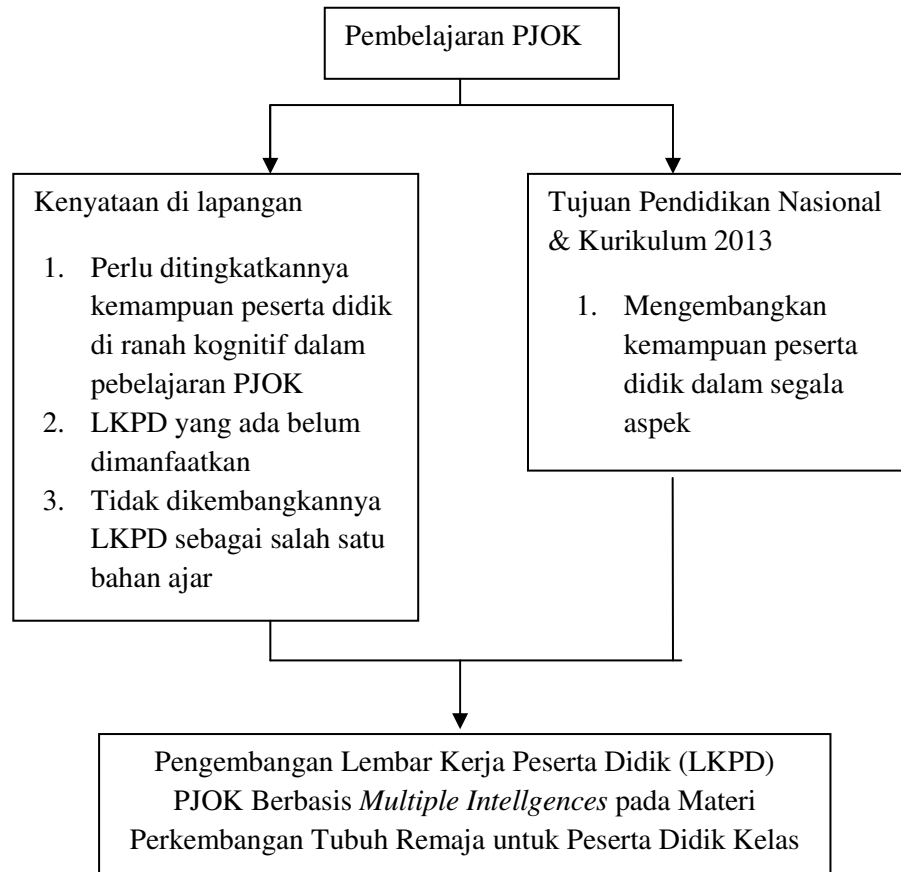 Pembelajaran PJOK
Kenyataan di lapangan
1. Perlu ditingkatkannya
kemampuan peserta didik
di ranah kognitif dalam
pebelajaran PJOK
2. LKPD yang ada belum
dimanfaatkan
3. Tidak dikembangkannya
LKPD sebagai salah satu
bahan ajar
Tujuan Pendidikan Nasional
& Kurikulum 2013
1. Mengembangkan
kemampuan peserta
didik dalam segala
aspek
Pengembangan Lembar Kerja Peserta Didik (LKPD)
PJOK Berbasis Multiple Intellgences pada Materi
Perkembangan Tubuh Remaja untuk Peserta Didik Kelas